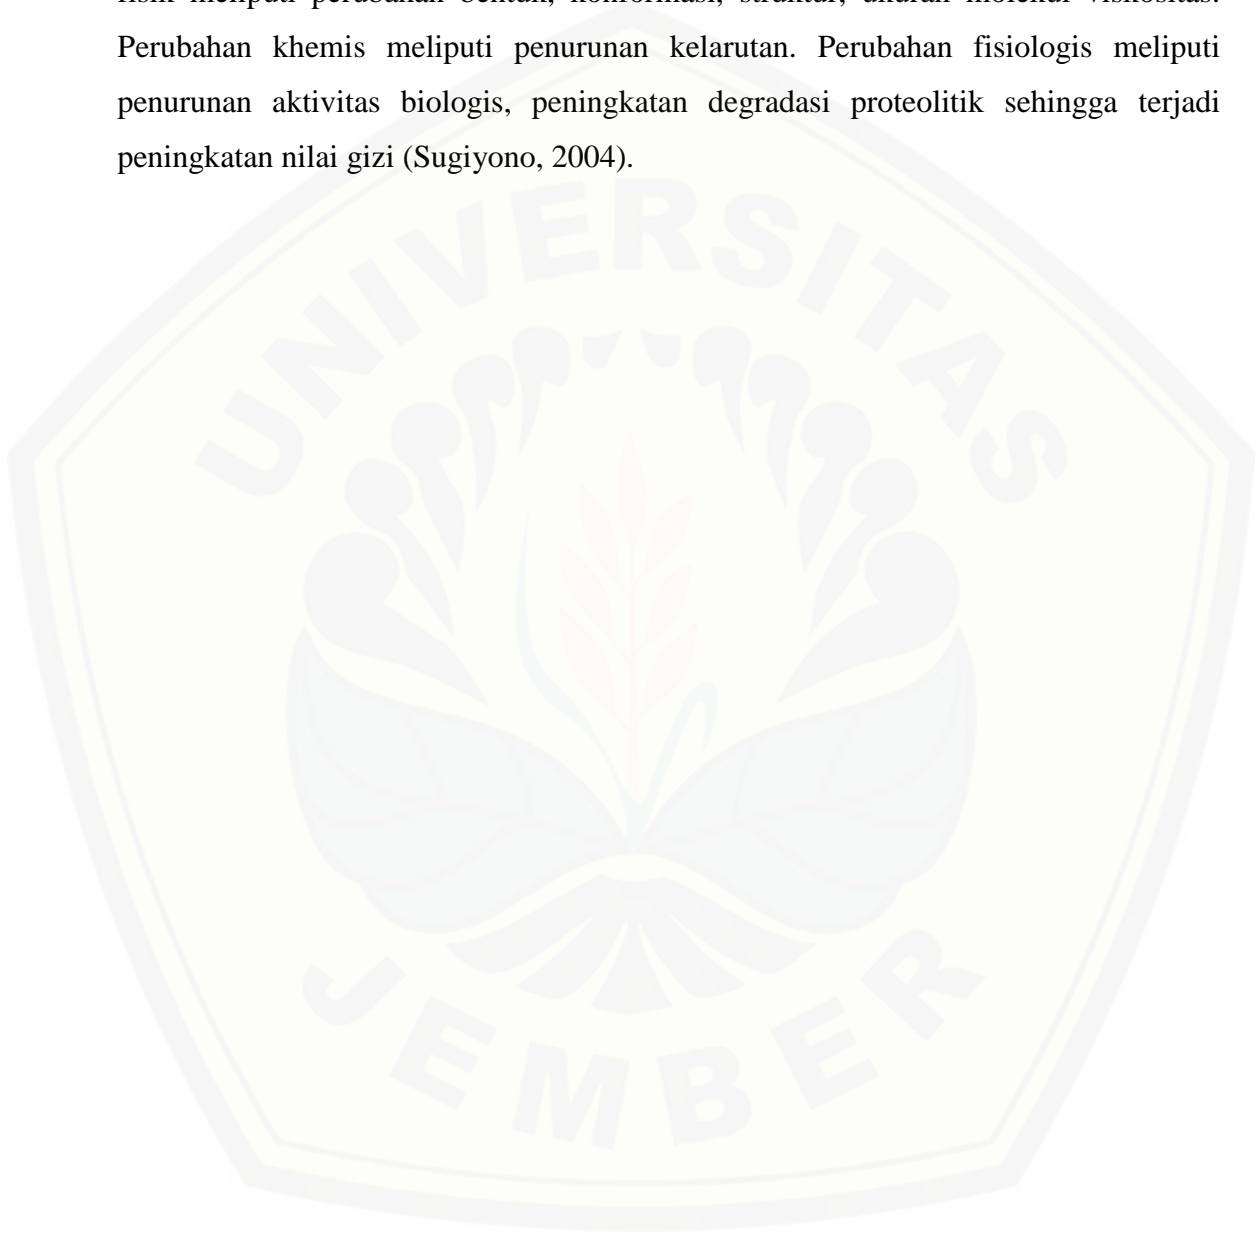 fisik meliputi perubahan bentuk, konformasi, struktur, ukuran molekul viskositas.
Perubahan khemis meliputi penurunan kelarutan. Perubahan fisiologis meliputi
penurunan aktivitas biologis, peningkatan degradasi proteolitik sehingga terjadi
peningkatan nilai gizi (Sugiyono, 2004).
UNIVERSITAS
JEMBER